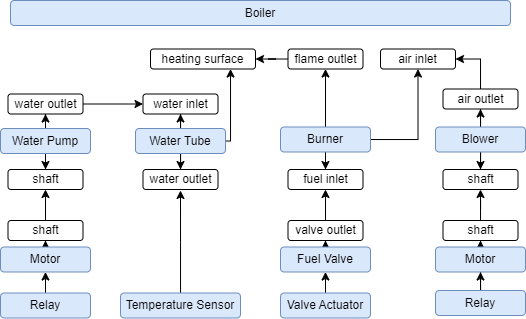 Boiler
heating surface
flame outlet
air inlet
water outlet
water inlet
air outlet
Water Pump
Water Tube
Burner
Blower
shaft
water outlet
fuel inlet
shaft
shaft
valve outlet
shaft
Motor
Fuel Valve
Motor
Relay
Temperature Sensor
Valve Actuator
Relay